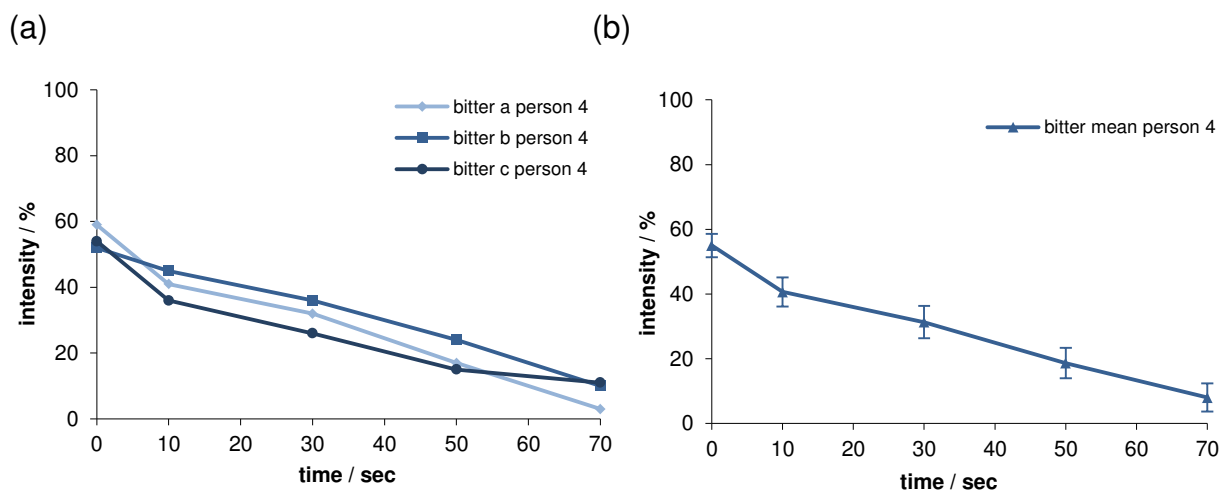 (a)
100
80
60
40
20
0
intensity / %
0 10 20 30 40 50 60 70
time / sec
bitter a person 4
bitter b person 4
bitter c person 4
(b)
100
80
60
40
20
0
intensity / %
0 10 20 30 40 50 60 70
time / sec
bitter mean person 4